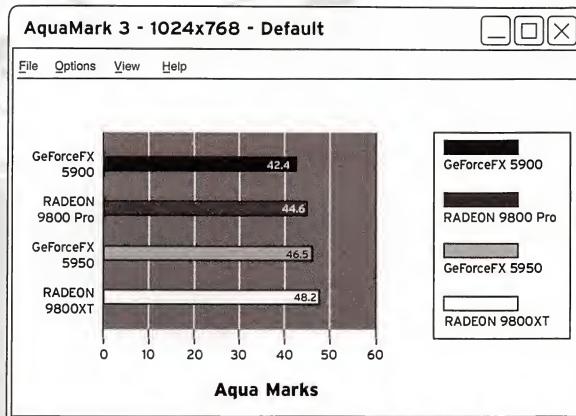 AquaMark 3 - 1024x768 - Default
File Options View Help
GeForceFX
5900
42.4
RADEON
9800 Pro
44.6
GeForceFX
5950
46.5
RADEON
9800XT
48.2
0 10 20 30 40 50 60
Aqua Marks
GeForceFX 5900
RADEON 9800 Pro
GeForceFX 5950
RADEON 9800XT